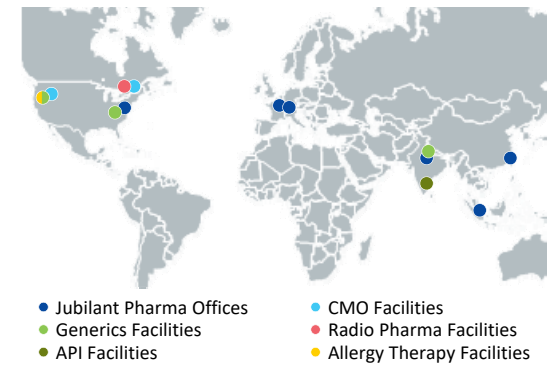 Jubilant Pharma Offices
CMO Facilities
Generics Facilities
Radio Pharma Facilities
API Facilities
Allergy Therapy Facilities